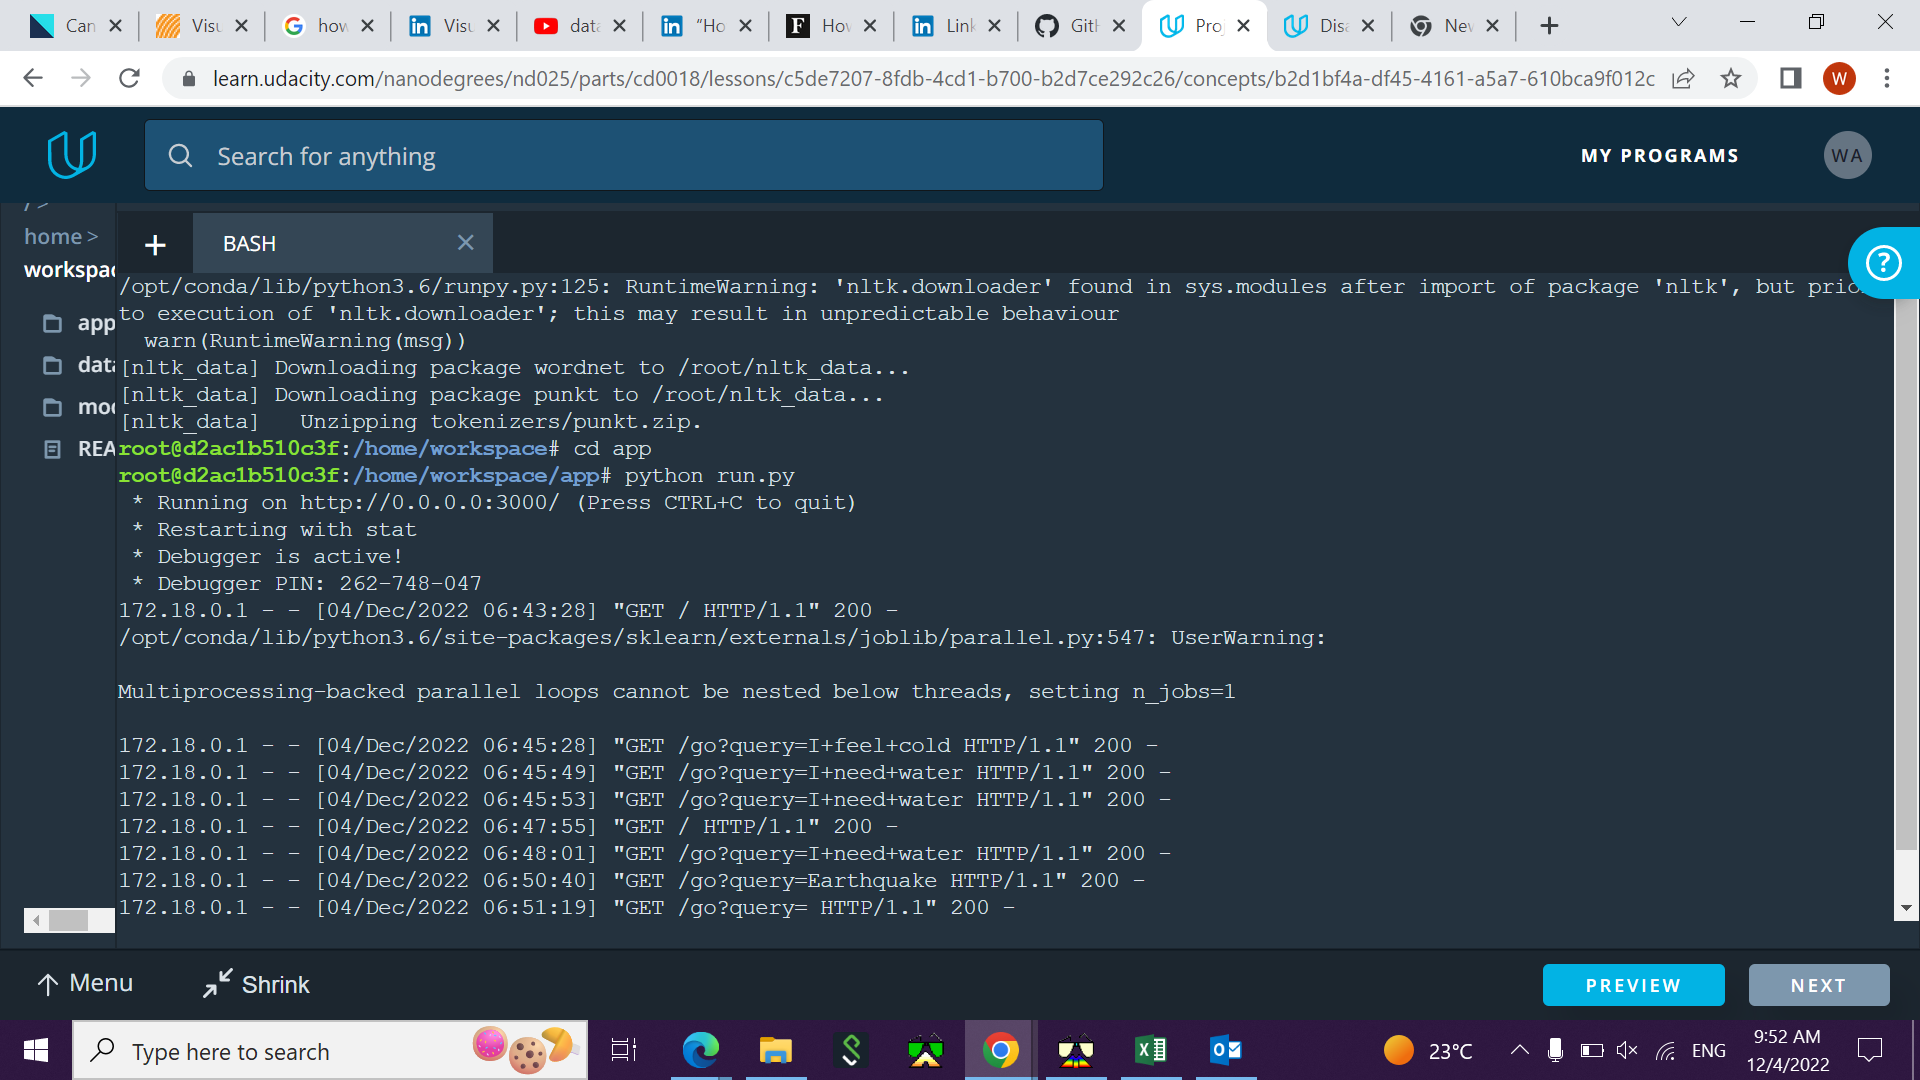 Can
Visu
how
Visu
data
"Ho
F Hov
Link
GitH
Proj
Disa
New
learn.udacity.com/nanodegrees/nd025/parts/cd0018/lessons/c5de7207-8fdb-4cd1-b700-b2d7ce292c26/concepts/b2d1bf4a-df45-4161-a5a7-610bca9f012c
W
Search for anything
MY PROGRAMS
WA
/ >
home >
workspac
app
data
mod
REA
BASH
/opt/conda/lib/python3.6/runpy.py:125: RuntimeWarning: 'nltk.downloader' found in sys.modules after import of package 'nltk', but prio
to execution of 'nltk.downloader'; this may result in unpredictable behaviour
warn(RuntimeWarning(msg))
[nltk_data] Downloading package wordnet to /root/nltk_data...
[nltk_data] Downloading package punkt to /root/nltk_data...
[nltk_data]   Unzipping tokenizers/punkt.zip.
root@d2ac1b510c3f:/home/workspace# cd app
root@d2ac1b510c3f:/home/workspace/app# python run.py
* Running on http://0.0.0.0:3000/ (Press CTRL+C to quit)
* Restarting with stat
* Debugger is active!
* Debugger PIN: 262-748-047
172.18.0.1 - - [04/Dec/2022 06:43:28] "GET / HTTP/1.1" 200 -
/opt/conda/lib/python3.6/site-packages/sklearn/externals/joblib/parallel.py:547: UserWarning:
Multiprocessing-backed parallel loops cannot be nested below threads, setting n_jobs=1
172.18.0.1 - - [04/Dec/2022 06:45:28] "GET /go?query=I+feel+cold HTTP/1.1" 200 -
172.18.0.1 - - [04/Dec/2022 06:45:49] "GET /go?query=I+need+water HTTP/1.1" 200 -
172.18.0.1 - - [04/Dec/2022 06:45:53] "GET /go?query=I+need+water HTTP/1.1" 200 -
172.18.0.1 - - [04/Dec/2022 06:47:55] "GET / HTTP/1.1" 200 -
172.18.0.1 - - [04/Dec/2022 06:48:01] "GET /go?query=I+need+water HTTP/1.1" 200 -
172.18.0.1 - - [04/Dec/2022 06:50:40] "GET /go?query=Earthquake HTTP/1.1" 200 -
172.18.0.1 - - [04/Dec/2022 06:51:19] "GET /go?query= HTTP/1.1" 200 -
Menu
Shrink
PREVIEW
NEXT
Type here to search
23°C
ENG
9:52 AM
12/4/2022